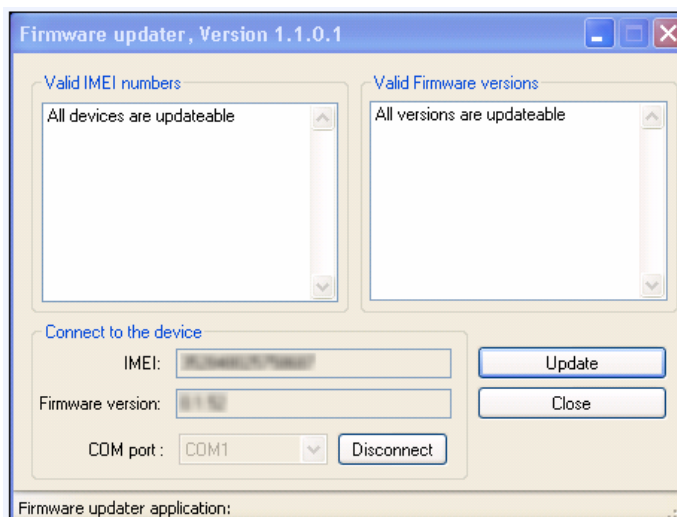 Firmware updater, Version 1.1.0.1
Valid IMEI numbers
All devices are updateable
Valid Firmware versions
All versions are updateable
Connect to the device
IMEI:
Firmware version:
COM port :
COM1
Disconnect
Update
Close
Firmware updater application: